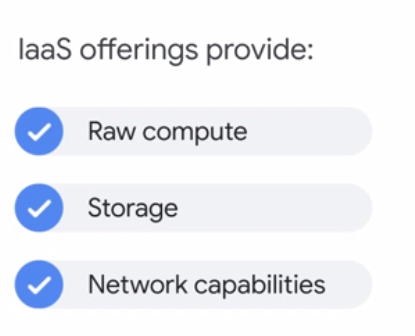 IaaS offerings provide:
Raw compute
Storage
Network capabilities